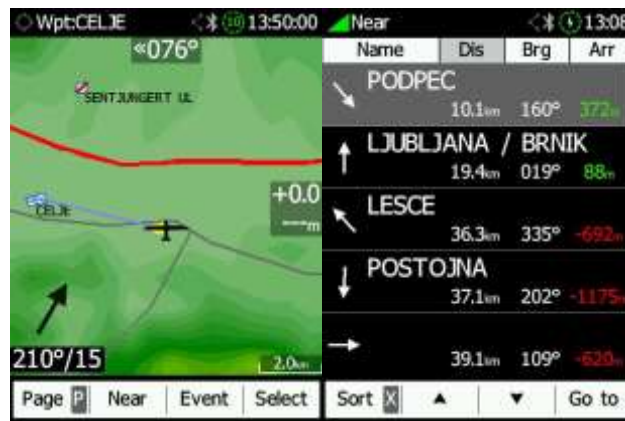 Wpt:CELJE
10
13:50:00
«076°
SENTJUNGERT UL
CELJE
+0.0
---m
210°/15
2.0km
Page P
Near
Event
Select
Near
13:08
Name
Dis
Brg
Arr
PODPEC
10.1km 160° 372m
LJUBLJANA / BRNIK
19.4km 019° 88m
LESCE
36.3km 335° -692m
POSTOJNA
37.1km 202° -1175m
39.1km 109° -620m
Sort X
▲
▼
Go to